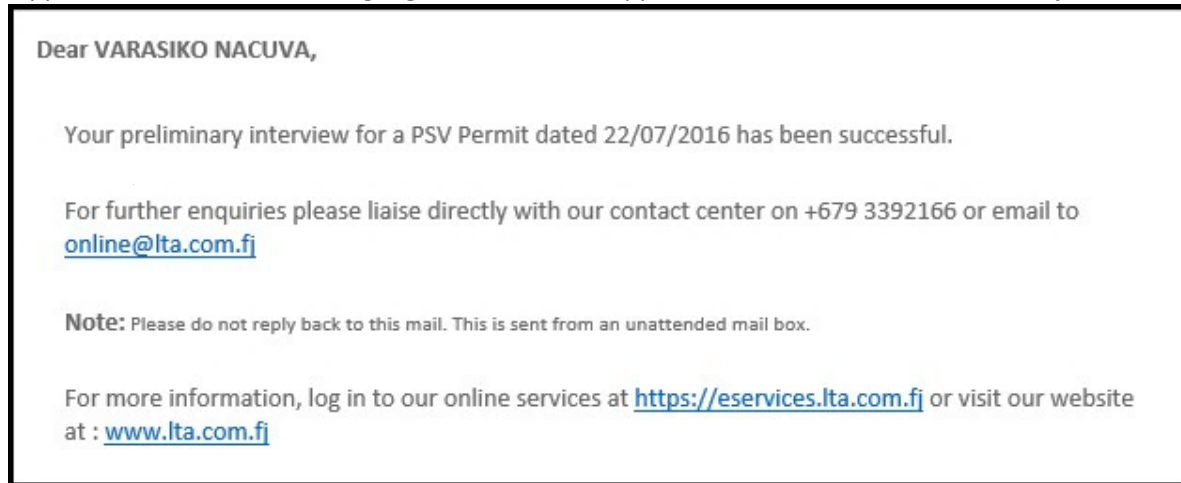 Dear VARASIKO NACUVA,
Your preliminary interview for a PSV Permit dated 22/07/2016 has been successful.
For further enquiries please liaise directly with our contact center on +679 3392166 or email to
online@lta.com.fj
Note: Please do not reply back to this mail. This is sent from an unattended mail box.
For more information, log in to our online services at https://eservices.lta.com.fj or visit our website
at : www.lta.com.fj